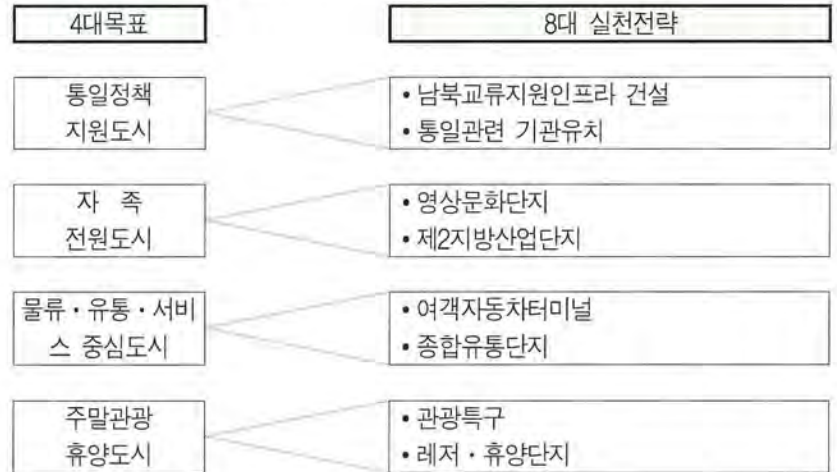 4대목표
8대 실천전략
통일정책
지원도시
• 남북교류지원인프라 건설
• 통일관련 기관유치
자 족
전원도시
• 영상문화단지
• 제2지방산업단지
물류・유통・서비
스 중심도시
• 여객자동차터미널
• 종합유통단지
주말관광
휴양도시
• 관광특구
• 레저・휴양단지